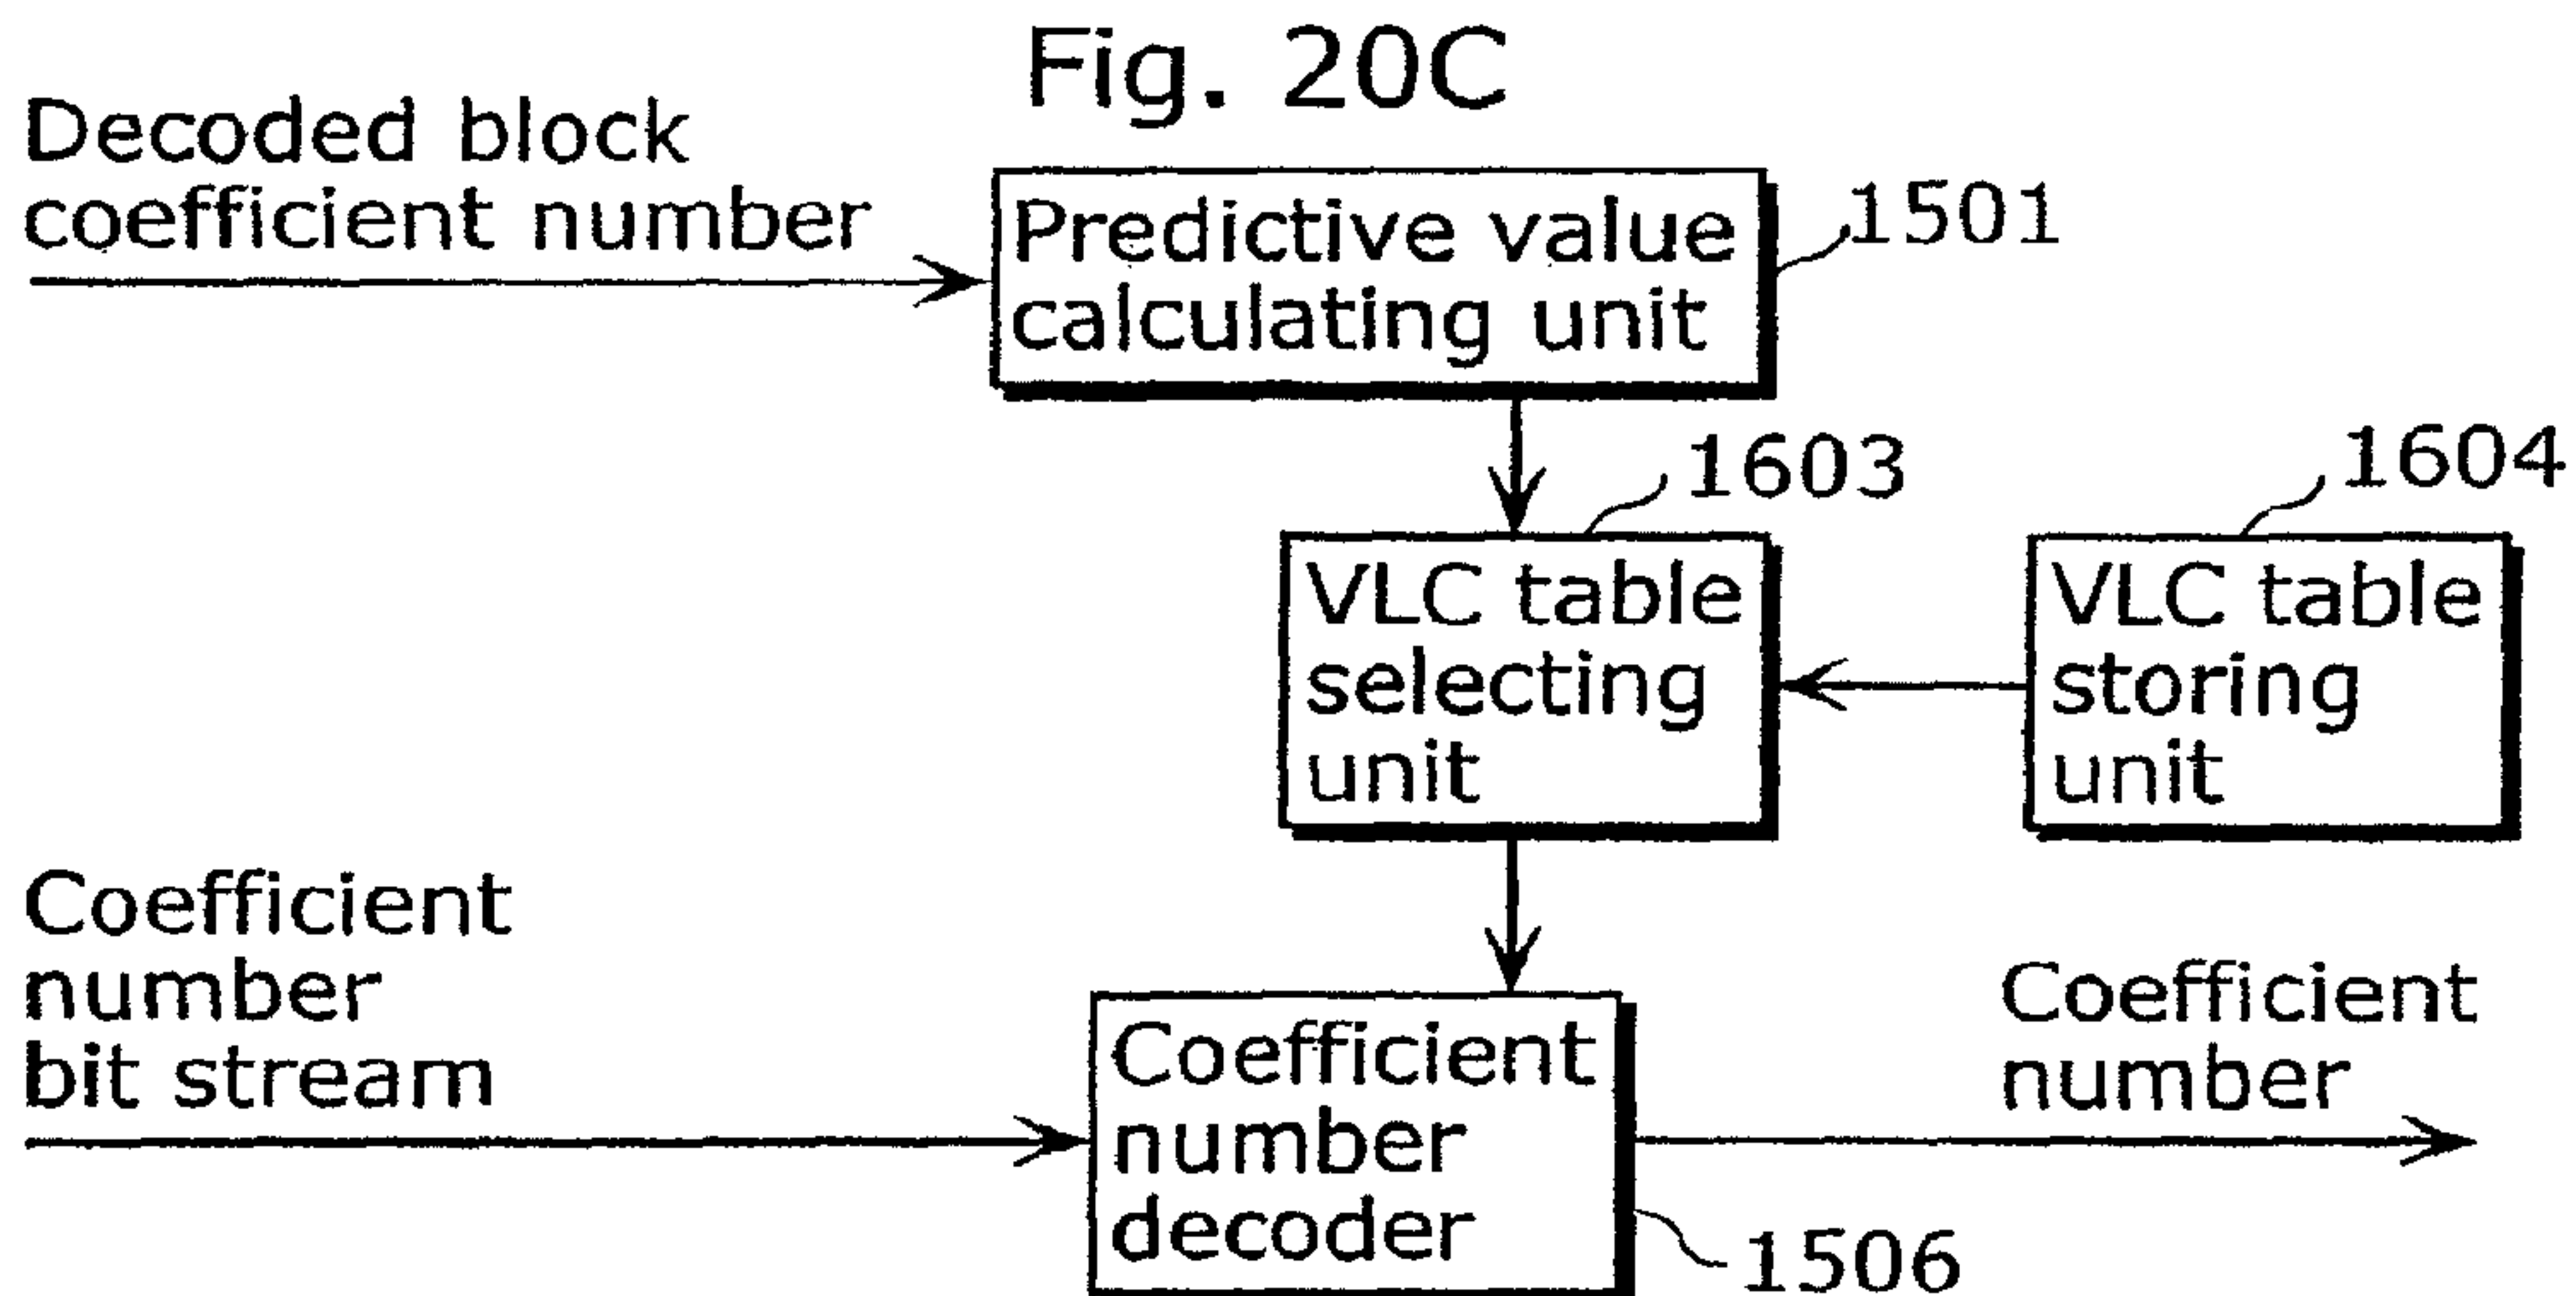 Fig. 20C
Decoded block
coefficient number
Predictive value
calculating unit
1501
1603
1604
VLC table
selecting
unit
VLC table
storing
unit
Coefficient
number
bit stream
Coefficient
number
decoder
Coefficient
number
1506